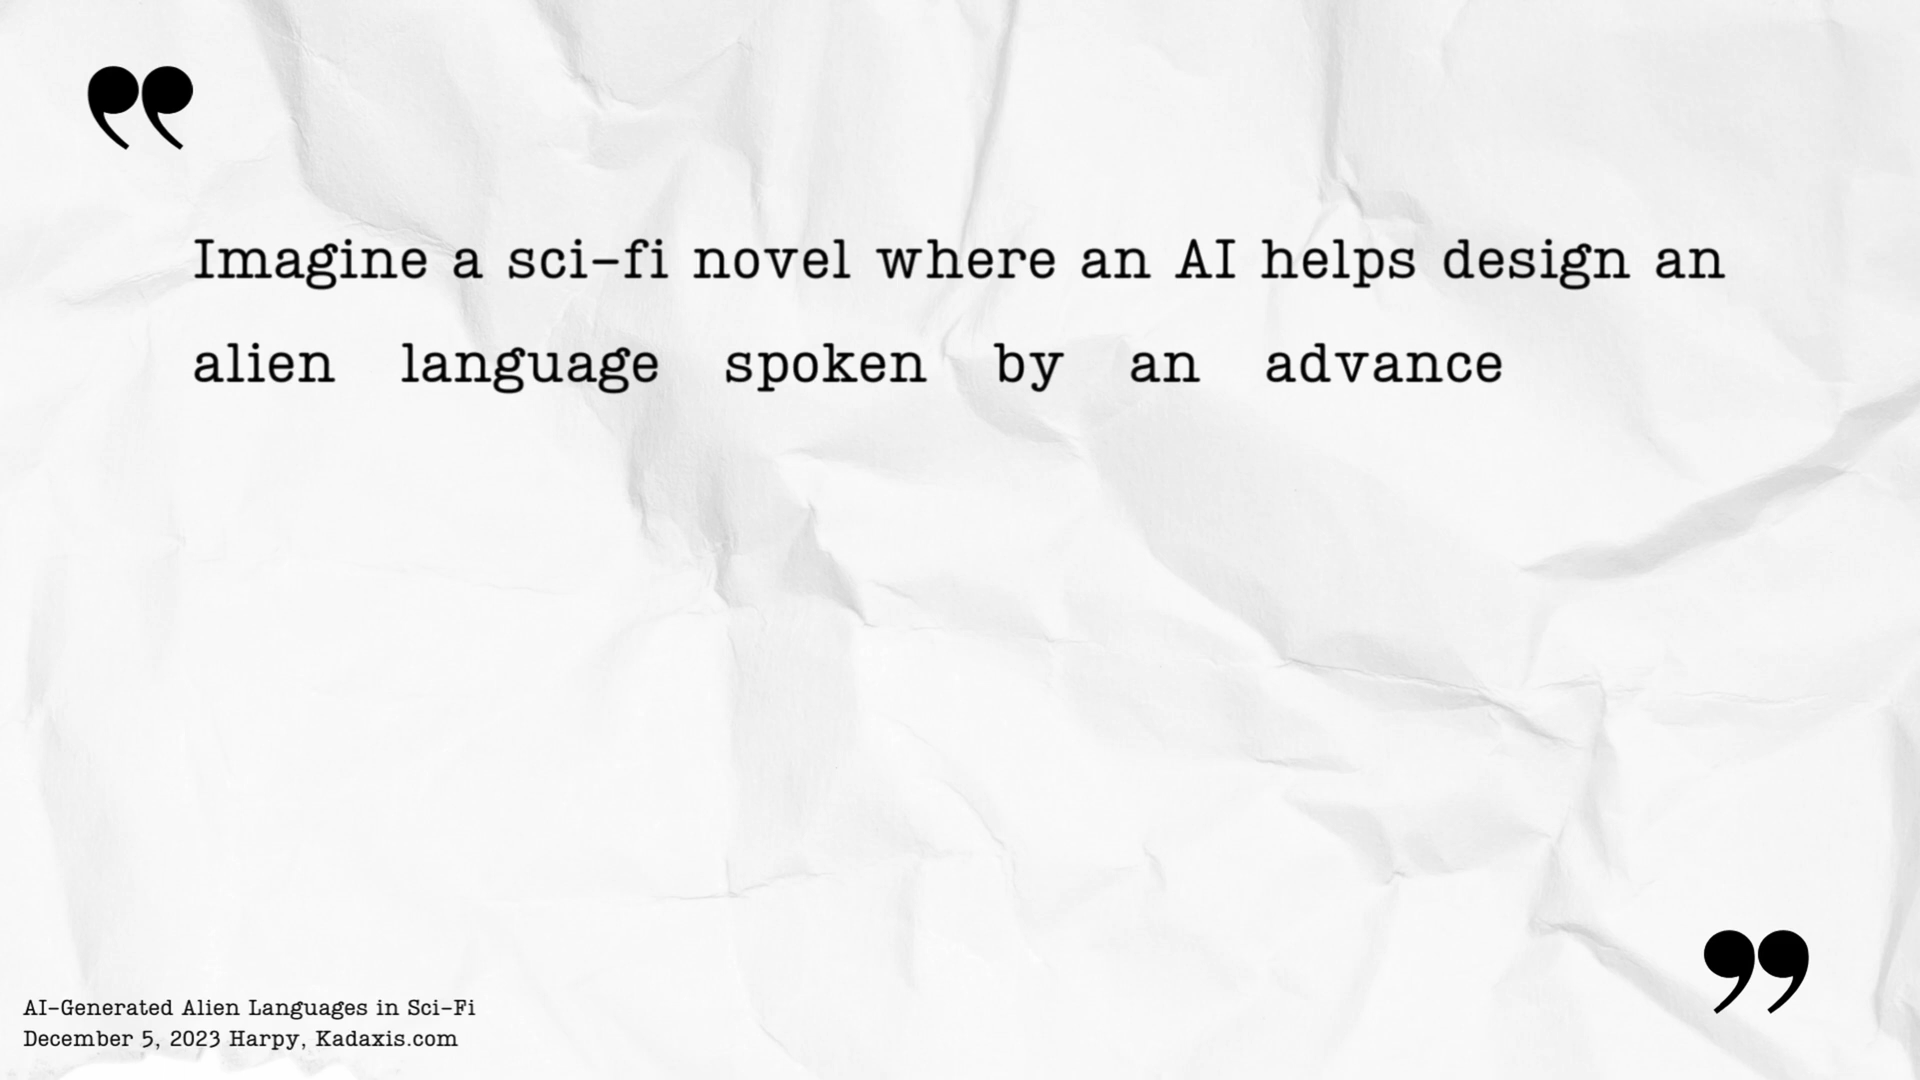 Imagine a sci-fi novel where an AI helps design an
alien language spoken by an advance
AI-Generated Alien Languages in Sci-Fi
December 5, 2023 Harpy, Kadaxis.com